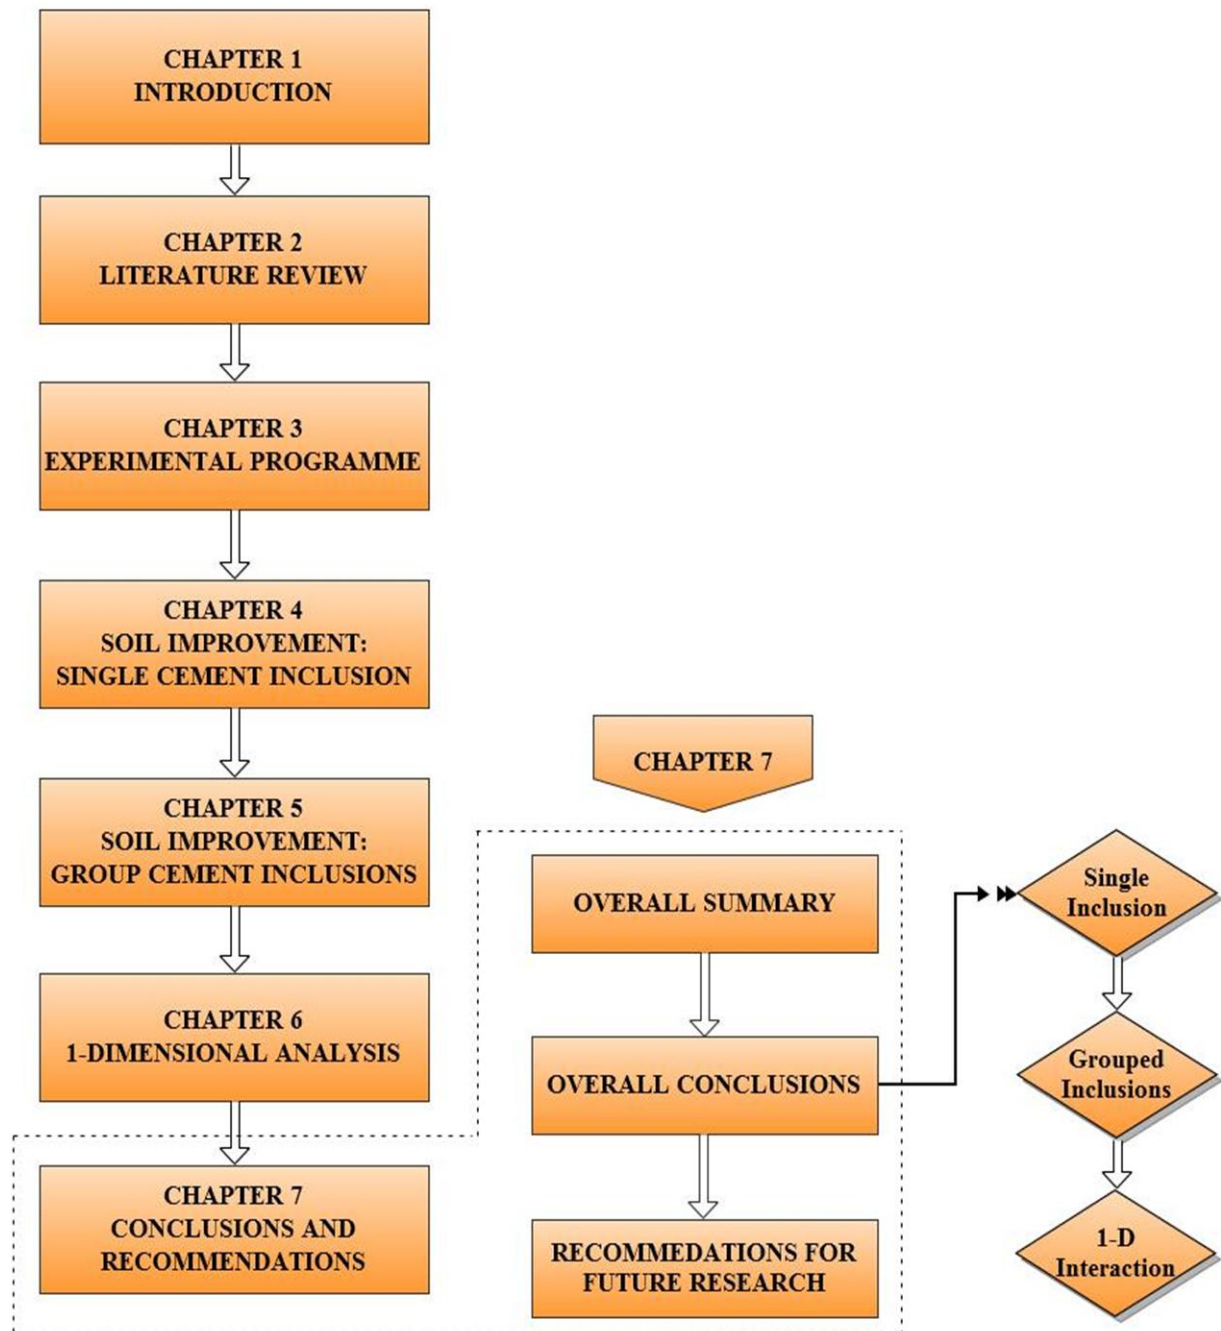 CHAPTER 1
INTRODUCTION
CHAPTER 2
LITERATURE REVIEW
CHAPTER 3
EXPERIMENTAL PROGRAMME
CHAPTER 4
SOIL IMPROVEMENT:
SINGLE CEMENT INCLUSION
CHAPTER 5
SOIL IMPROVEMENT:
GROUP CEMENT INCLUSIONS
CHAPTER 6
1-DIMENSIONAL ANALYSIS
CHAPTER 7
CONCLUSIONS AND
RECOMMENDATIONS
CHAPTER 7
OVERALL SUMMARY
OVERALL CONCLUSIONS
RECOMMEDATIONS FOR
FUTURE RESEARCH
Single
Inclusion
Grouped
Inclusions
1-D
Interaction